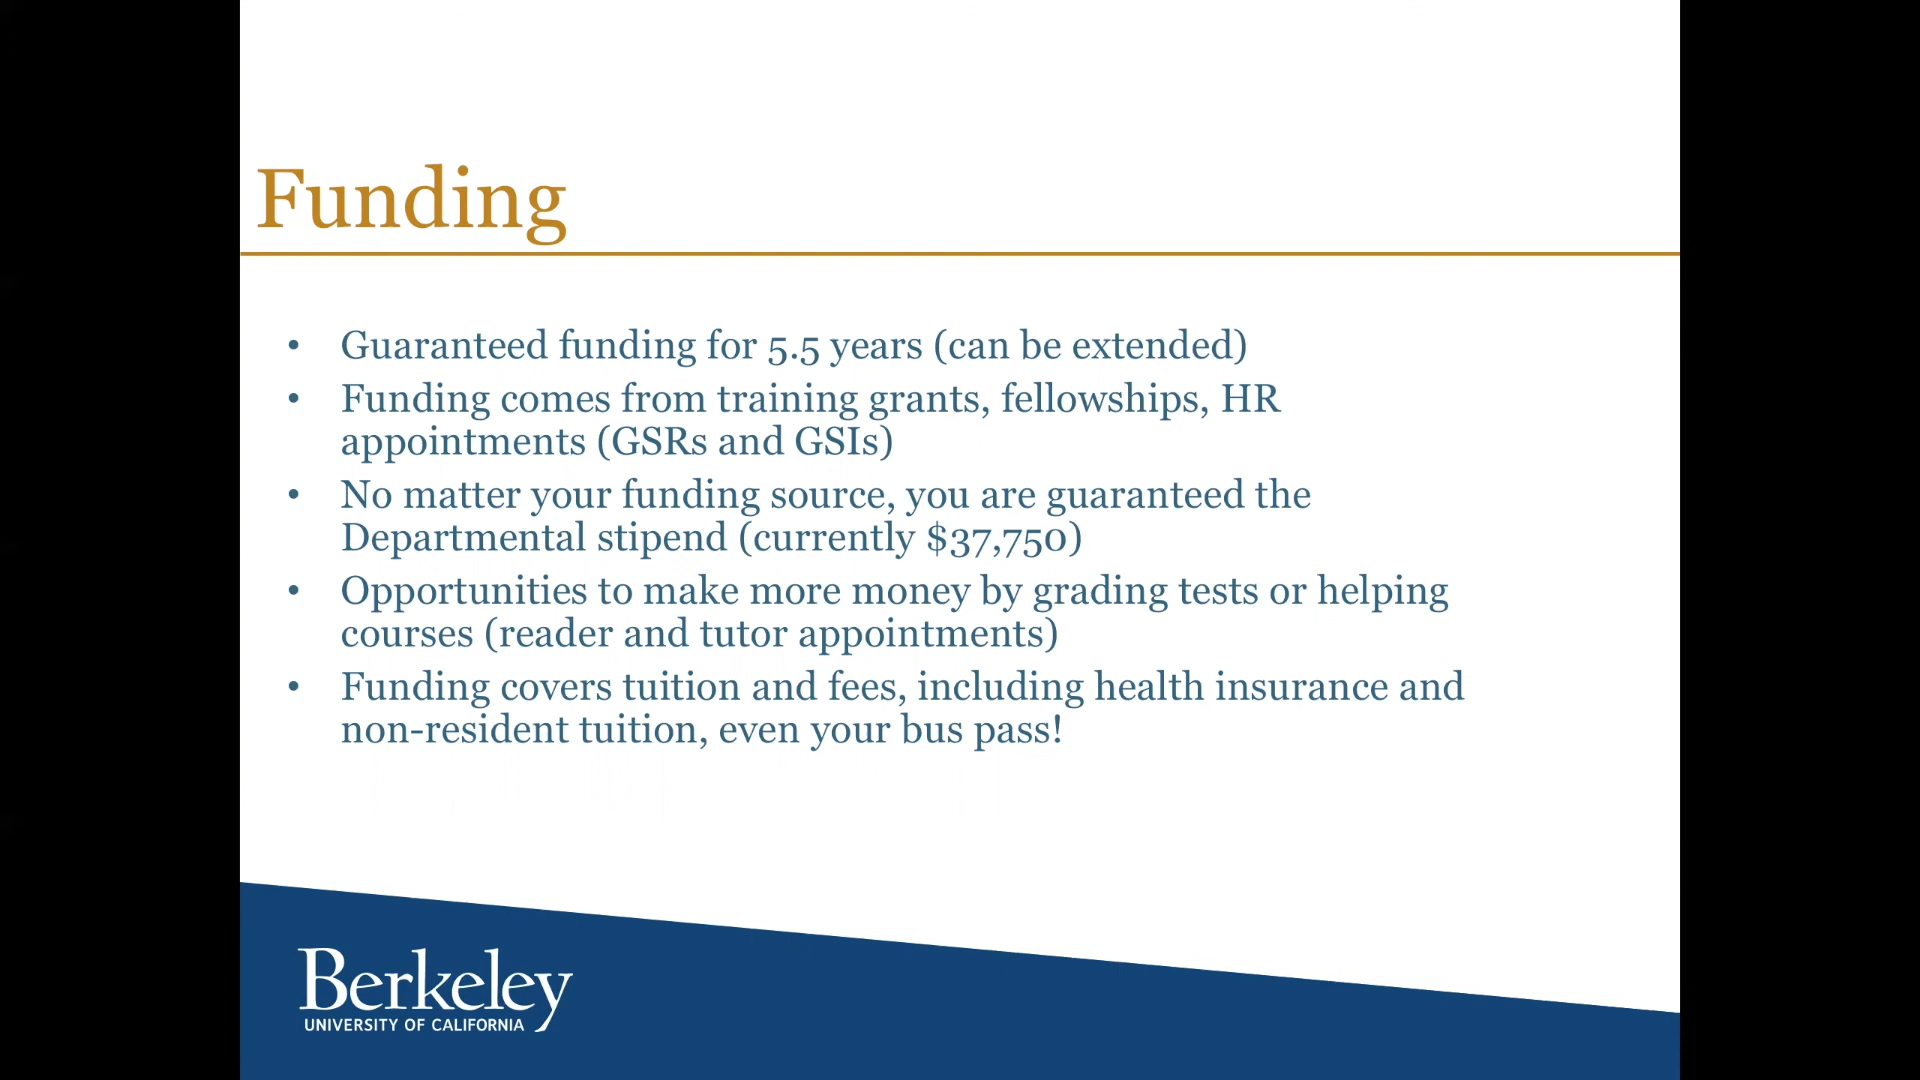 Funding
• Guaranteed funding for 5.5 years (can be extended)
• Funding comes from training grants, fellowships, HR
appointments (GSRs and GSIs)
• No matter your funding source, you are guaranteed the
Departmental stipend (currently $37,750)
• Opportunities to make more money by grading tests or helping
courses (reader and tutor appointments)
• Funding covers tuition and fees, including health insurance and
non-resident tuition, even your bus pass!
Berkeley
UNIVERSITY OF CALIFORNIA